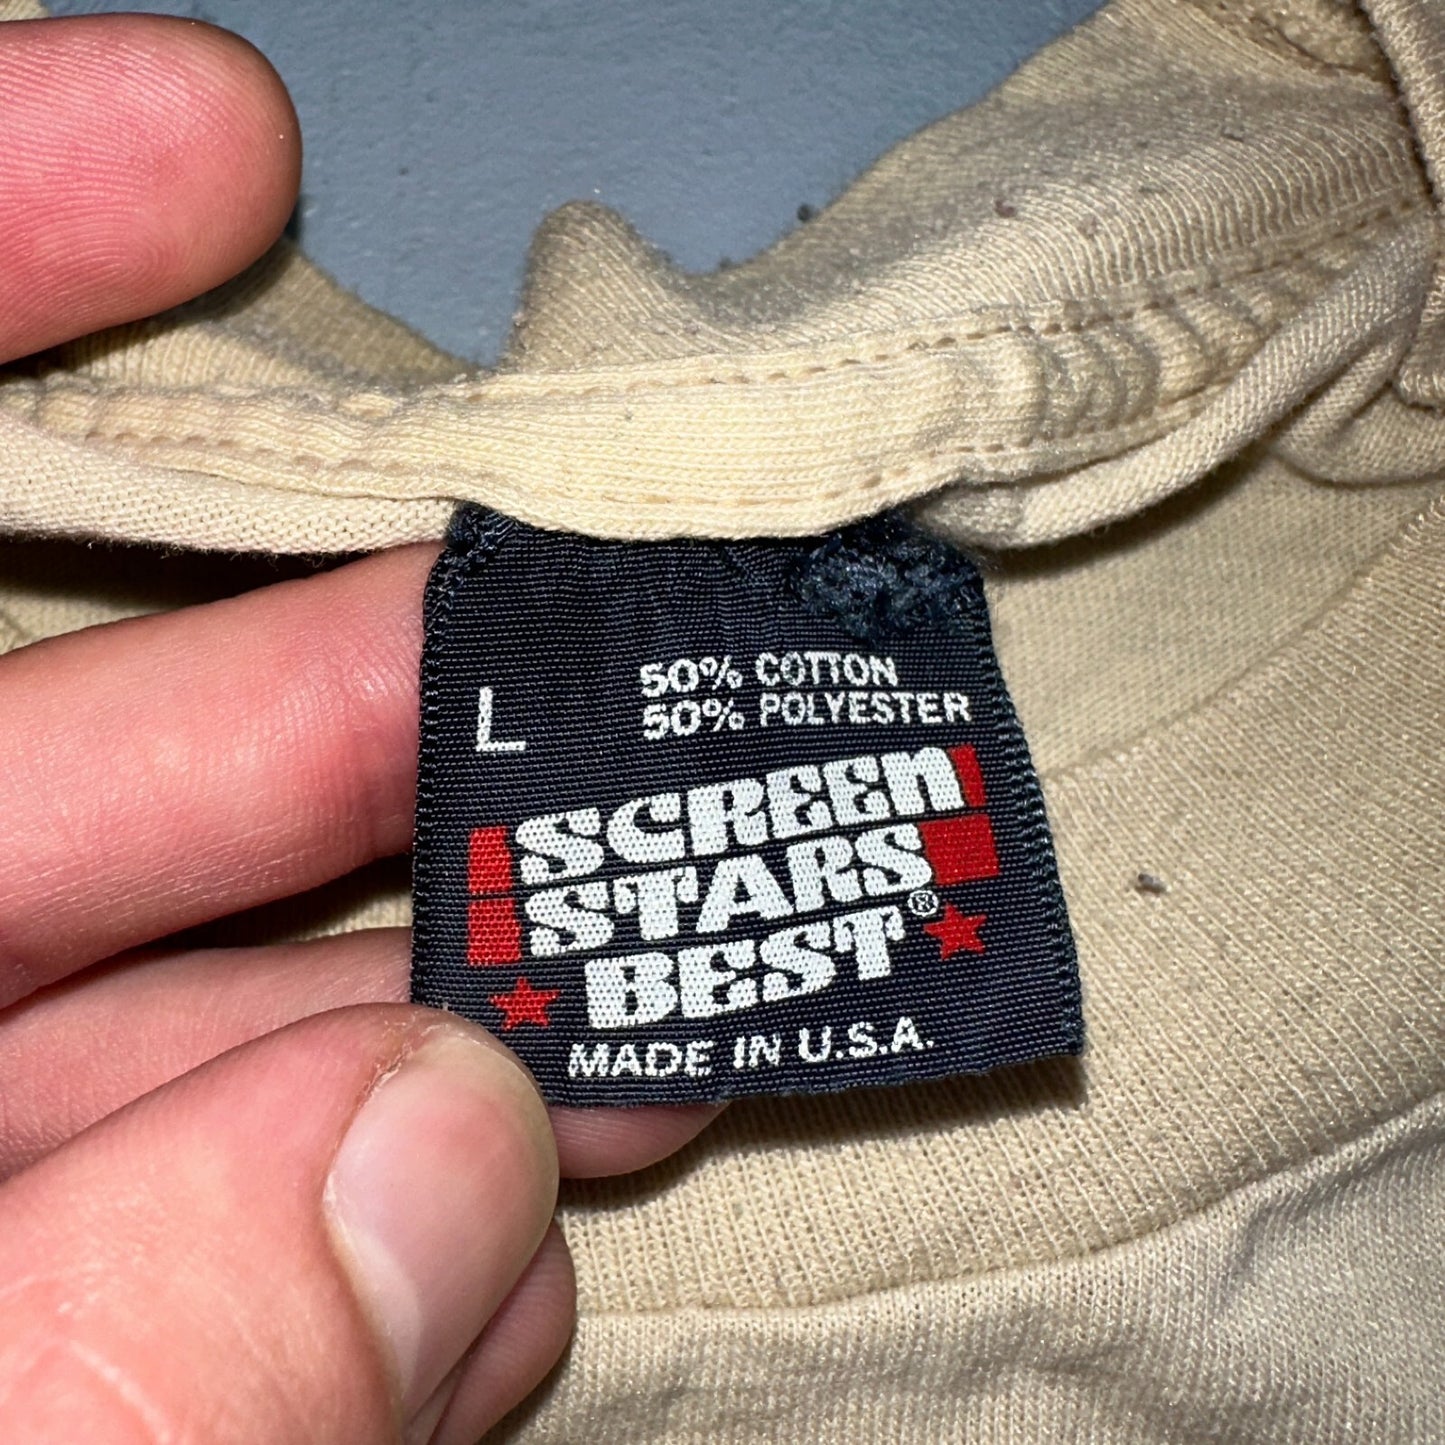 50% COTTON
50% POLYESTER
L
SCREEN
STARS
BEST®
MADE IN U.S.A.